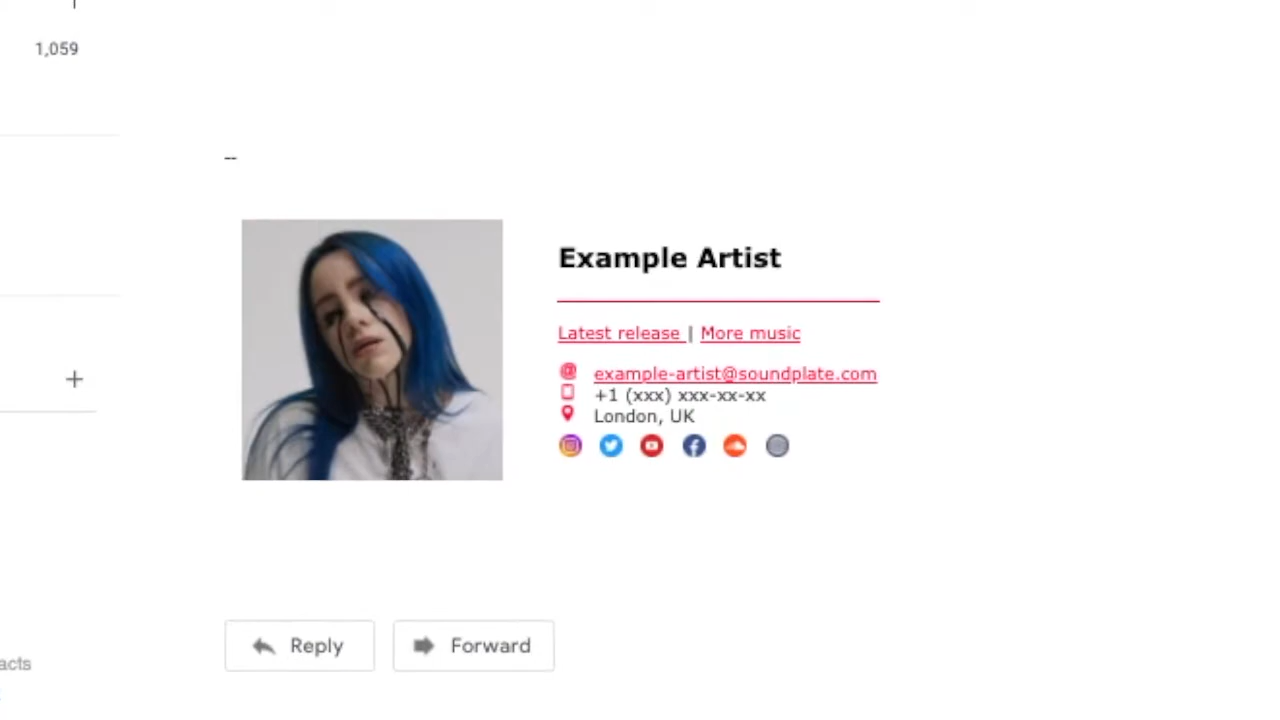 1,059
--
Example Artist
Latest release | More music
example-artist@soundplate.com
+1 (xxx) xxx-xx-xx
London, UK
Reply
Forward
acts